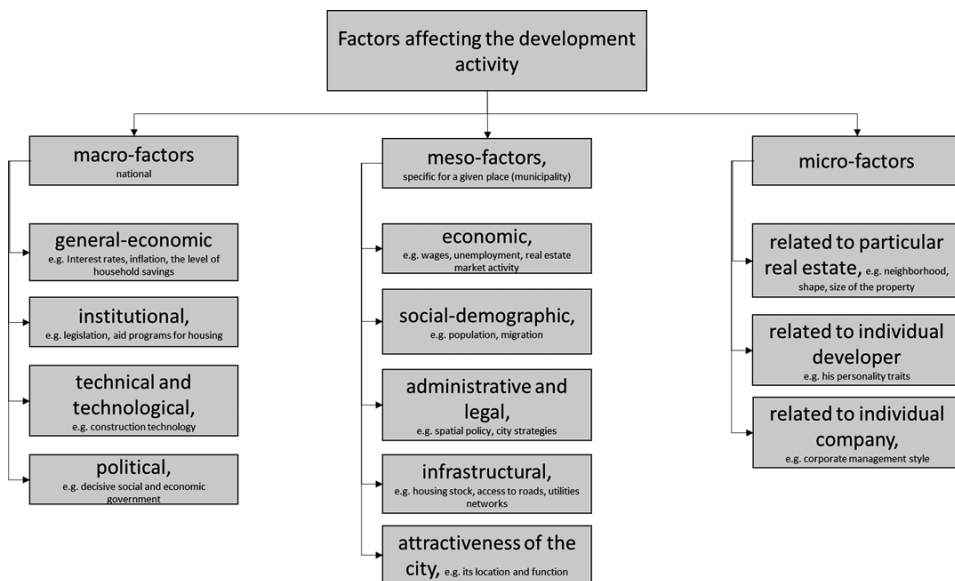 Factors affecting the development
activity
macro-factors
national
general-economic
e.g. Interest rates, inflation, the level of
household savings
institutional,
e.g. legislation, aid programs for housing
technical and
technological,
e.g. construction technology
political,
e.g. decisive social and economic
government
meso-factors,
specific for a given place (municipality)
economic,
e.g. wages, unemployment, real estate
market activity
social-demographic,
e.g. population, migration
administrative and
legal,
e.g. spatial policy, city strategies
infrastructural,
e.g. housing stock, access to roads, utilities
networks
attractiveness of the
city, e.g. its location and function
micro-factors
related to particular
real estate, e.g. neighborhood,
shape, size of the property
related to individual
developer
e.g. his personality traits
related to individual
company,
e.g. corporate management style